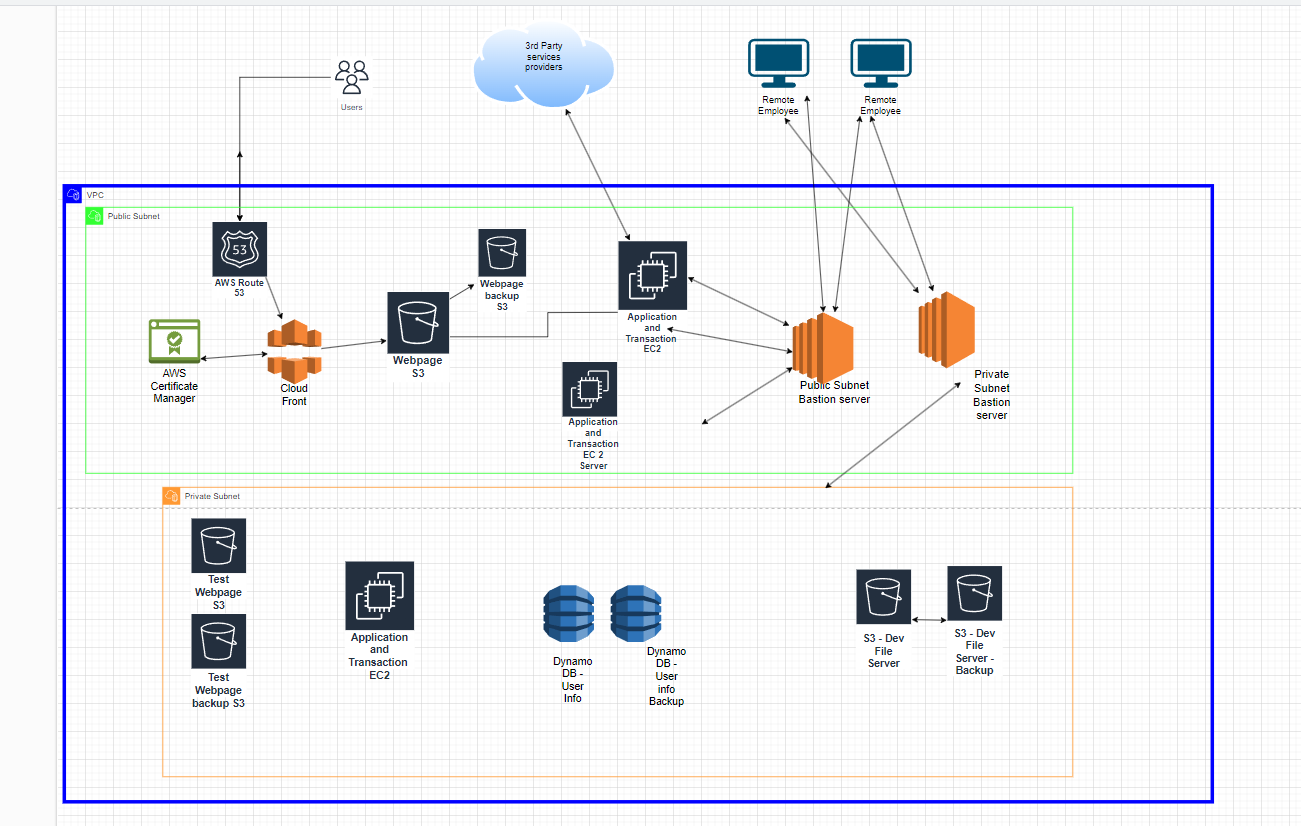 3rd Party
services
providers
Users
Remote
Employee
Remote
Employee
VPC
Public Subnet
53
AWS Route
53
Webpage
backup
S3
Application
and
Transaction
EC2
Webpage
S3
AWS
Certificate
Manager
Cloud
Front
Public Subnet
Bastion server
Private
Subnet
Bastion
server
Application
and
Transaction
EC 2
Server
Private Subnet
Test
Webpage
S3
Test
Webpage
backup S3
Application
and
Transaction
EC2
Dynamo
DB -
User
Info
Dynamo
DB -
User
info
Backup
S3 - Dev
File
Server
S3 - Dev
File
Server -
Backup